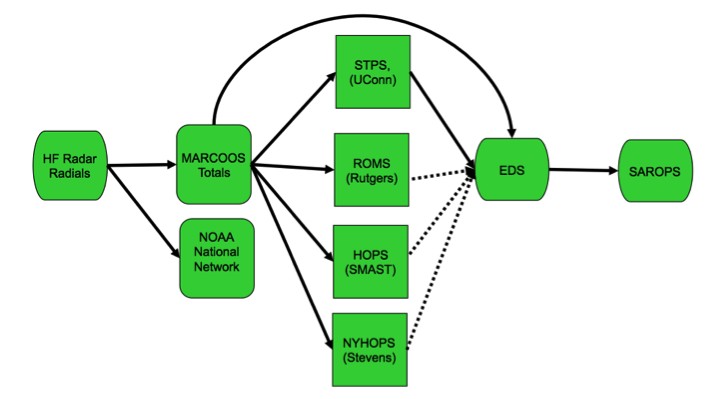 HF Radar
Radials
MARCOOS
Totals
NOAA
National
Network
STPS,
(UConn)
ROMS
(Rutgers)
HOPS
(SMAST)
NYHOPS
(Stevens)
EDS
SAROPS